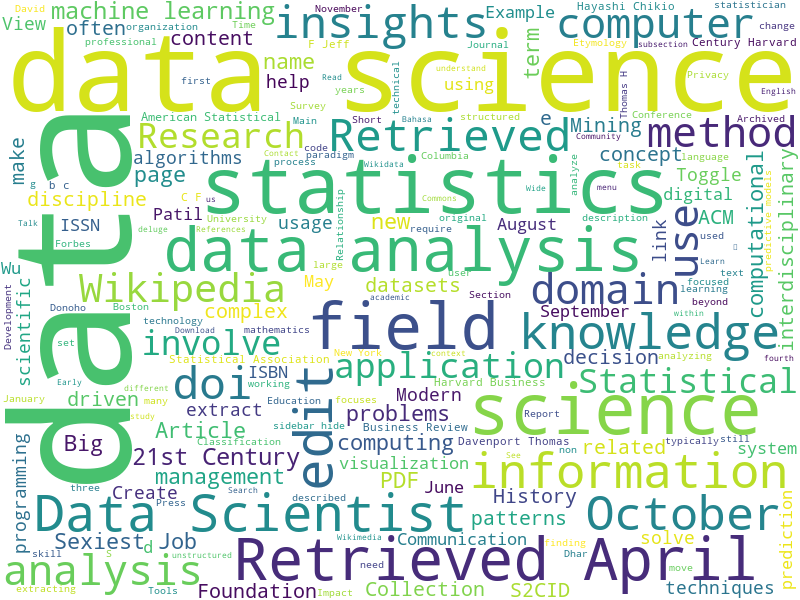 David
machine learning
insights
computer
Example
Hayashi Chikio
statistician
November
View
often
organization
Time
professional
content
F Jeff
Journal
Etymology
subsection
Century Harvard
change
data science
name
term
first
Survey
help
Read
years
technical
understand
using
structured
Privacy
Thomas H
English
data
American Statistical
Main
Short
Bahasa
e
Mining
Conference
Archived
method
Research
Retrieved
code
paradigm
Community
make
algorithms
Contact
process
Wikidata
Columbia
concept
language
interdisciplinary
page
statistics
Wide
analyze
task
menu
Toggle
computational
predictive models
g
b c
discipline
C F
us
Commons
digital
Talk
ISSN
Patil
University
usage
Relationship
original
new
require
description
August
link
use
ACM
used
Forbes
deluge
References
data analysis
text
Learn
Wu
scientific
Wikipedia
large
May
datasets
user
domain
focused
learning
Development
Donoho
Boston
complex
academic
Section
September
beyond
technology
Download
mathematics
field
knowledge
within
set
involve
New York
context
decision
analyzing
fourth
Early
Statistical Association
application
different
many
working
doi
ISBN
Harvard Business
Statistical
January
driven
study
extract
Education
focuses
Modern
problems
science
Report
edit
Article
sidebar hide
Business Review
Big
Classification
computing
Davenport Thomas
non
related
typically
still
system
programming
21st Century
visualization
See
information
three
management
Search
PDF
prediction
Create
Press
described
June
History
Data Scientist
October
patterns
Sexiest Job
d
Wikimedia
Communication
finding
solve
skill
S
unstructured
need
Retrieved April
Dhar
move
analysis
extracting
Tools
Foundation
Impact
Collection
S2CID
techniques